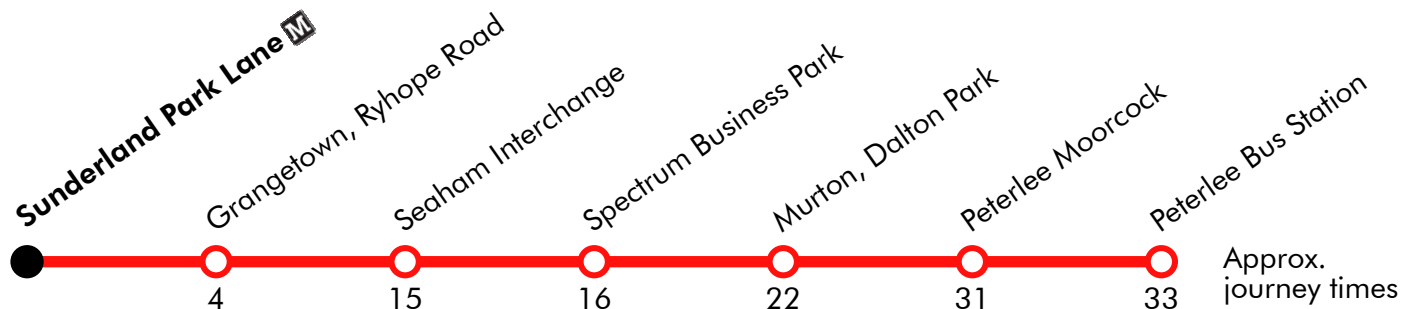 Sunderland Park Lane M
Grangetown, Ryhope Road
Seaham Interchange
Spectrum Business Park
Murton, Dalton Park
Peterlee Moorcock
Peterlee Bus Station
4
15
16
22
31
33
Approx.
journey times